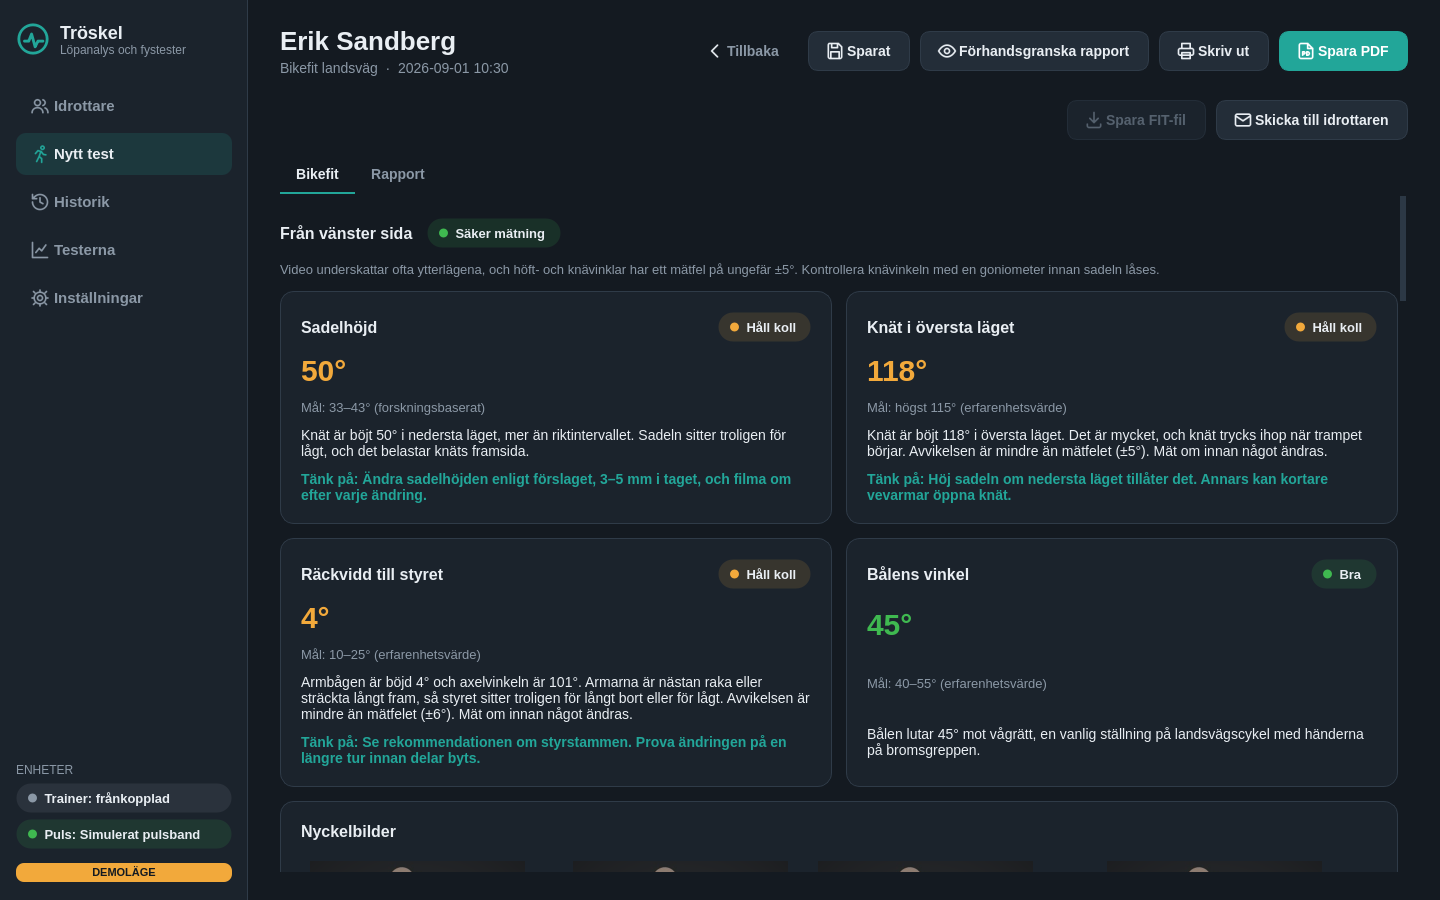 Tröskel
Löpanalys och fystester
Idrottare
Nytt test
Historik
Testerna
Inställningar
ENHETER
Trainer: frånkopplad
Puls: Simulerat pulsband
DEMOLÄGE
Erik Sandberg
Bikefit landsväg · 2026-09-01 10:30
Tillbaka
Sparat
Förhandsgranska rapport
Skriv ut
Spara PDF
Spara FIT-fil
Skicka till idrottaren
Bikefit
Rapport
Från vänster sida
Säker mätning
Video underskattar ofta ytterlägena, och höft- och knävinklar har ett mätfel på ungefär ±5°. Kontrollera knävinkeln med en goniometer innan sadeln låses.
Sadelhöjd
Håll koll
50°
Mål: 33–43° (forskningsbaserat)
Knät är böjt 50° i nedersta läget, mer än riktintervallet. Sadeln sitter troligen för
lågt, och det belastar knäts framsida.
Tänk på: Ändra sadelhöjden enligt förslaget, 3–5 mm i taget, och filma om
efter varje ändring.
Knät i översta läget
Håll koll
118°
Mål: högst 115° (erfarenhetsvärde)
Knät är böjt 118° i översta läget. Det är mycket, och knät trycks ihop när trampet
börjar. Avvikelsen är mindre än mätfelet (±5°). Mät om innan något ändras.
Tänk på: Höj sadeln om nedersta läget tillåter det. Annars kan kortare
vevarmar öppna knät.
Räckvidd till styret
Håll koll
4°
Mål: 10–25° (erfarenhetsvärde)
Armbågen är böjd 4° och axelvinkeln är 101°. Armarna är nästan raka eller
sträckta långt fram, så styret sitter troligen för långt bort eller för lågt. Avvikelsen är
mindre än mätfelet (±6°). Mät om innan något ändras.
Tänk på: Se rekommendationen om styrstammen. Prova ändringen på en
längre tur innan delar byts.
Bålens vinkel
Bra
45°
Mål: 40–55° (erfarenhetsvärde)
Bålen lutar 45° mot vågrätt, en vanlig ställning på landsvägscykel med händerna
på bromsgreppen.
Nyckelbilder